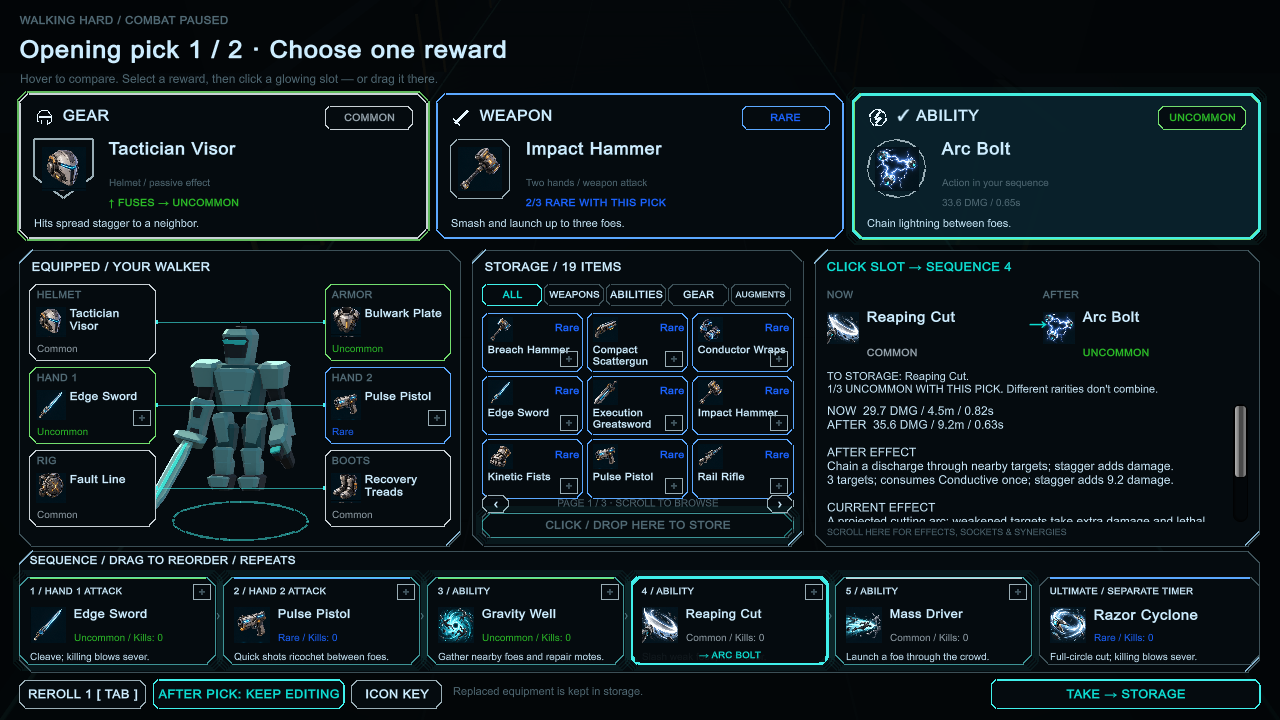 WALKING HARD / COMBAT PAUSED
Opening pick 1 / 2 · Choose one reward
Hover to compare. Select a reward, then click a glowing slot — or drag it there.
GEAR
COMMON
Tactician Visor
Helmet / passive effect
↑ FUSES → UNCOMMON
Hits spread stagger to a neighbor.
WEAPON
RARE
Impact Hammer
Two hands / weapon attack
2/3 RARE WITH THIS PICK
Smash and launch up to three foes.
✓ ABILITY
UNCOMMON
Arc Bolt
Action in your sequence
33.6 DMG / 0.65s
Chain lightning between foes.
EQUIPPED / YOUR WALKER
HELMET
Tactician
Visor
Common
ARMOR
Bulwark Plate
Uncommon
HAND 1
Edge Sword
+
Uncommon
HAND 2
Pulse Pistol
+
Rare
RIG
Fault Line
Common
BOOTS
Recovery
Treads
Common
STORAGE / 19 ITEMS
ALL
WEAPONS
ABILITIES
GEAR
AUGMENTS
Rare
Breach Hammer
+
Rare
Compact
Scattergun
+
Rare
Conductor Wraps
+
Rare
Edge Sword
+
Rare
Execution
Greatsword
+
Rare
Impact Hammer
+
Rare
Kinetic Fists
+
Rare
Pulse Pistol
+
Rare
Rail Rifle
+
‹ PAGE 1 / 3 · SCROLL TO BROWSE ›
CLICK / DROP HERE TO STORE
CLICK SLOT → SEQUENCE 4
NOW
Reaping Cut
COMMON
AFTER
→
Arc Bolt
UNCOMMON
TO STORAGE: Reaping Cut.
1/3 UNCOMMON WITH THIS PICK. Different rarities don't combine.
NOW 29.7 DMG / 4.5m / 0.82s
AFTER 35.6 DMG / 9.2m / 0.63s
AFTER EFFECT
Chain a discharge through nearby targets; stagger adds damage.
3 targets; consumes Conductive once; stagger adds 9.2 damage.
CURRENT EFFECT
A projected cutting arc; weakened targets take extra damage and lethal
SCROLL HERE FOR EFFECTS, SOCKETS & SYNERGIES
SEQUENCE / DRAG TO REORDER / REPEATS
1 / HAND 1 ATTACK
+
Edge Sword
Uncommon / Kills: 0
Cleave; killing blows sever.
2 / HAND 2 ATTACK
+
Pulse Pistol
Rare / Kills: 0
Quick shots ricochet between foes.
3 / ABILITY
+
Gravity Well
Uncommon / Kills: 0
Gather nearby foes and repair motes.
4 / ABILITY
+
Reaping Cut
Common / Kills: 0
→ ARC BOLT
5 / ABILITY
+
Mass Driver
Common / Kills: 0
Launch a foe through the crowd.
ULTIMATE / SEPARATE TIMER
Razor Cyclone
Rare / Kills: 0
Full-circle cut; killing blows sever.
REROLL 1 [ TAB ]
AFTER PICK: KEEP EDITING
ICON KEY
Replaced equipment is kept in storage.
TAKE → STORAGE